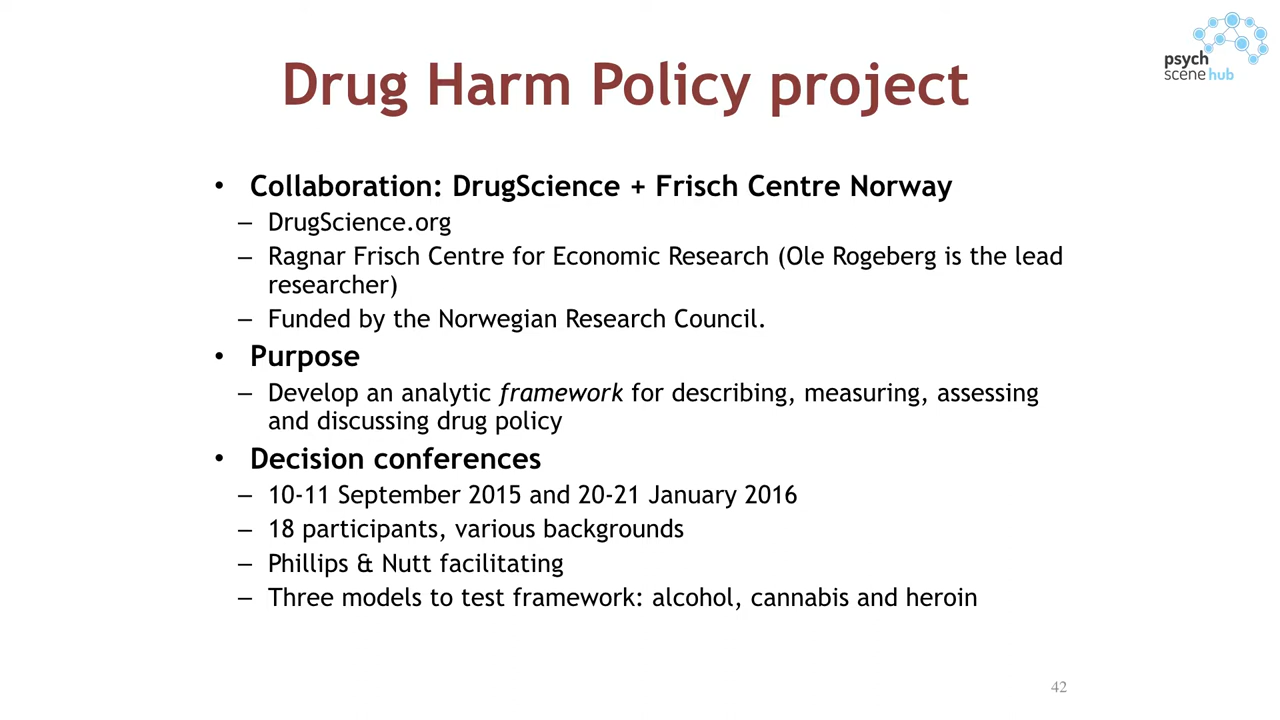 psych
scene hub
Drug Harm Policy project
• Collaboration: DrugScience + Frisch Centre Norway
– DrugScience.org
– Ragnar Frisch Centre for Economic Research (Ole Rogeberg is the lead
researcher)
– Funded by the Norwegian Research Council.
• Purpose
– Develop an analytic framework for describing, measuring, assessing
and discussing drug policy
• Decision conferences
– 10-11 September 2015 and 20-21 January 2016
– 18 participants, various backgrounds
– Phillips & Nutt facilitating
– Three models to test framework: alcohol, cannabis and heroin
42